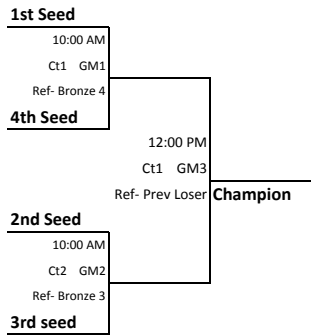 1st Seed
10:00 AM
Ct1 GM1
Ref- Bronze 4
4th Seed
12:00 PM
Ct1 GM3
Ref- Prev Loser Champion
2nd Seed
10:00 AM
Ct2 GM2
Ref- Bronze 3
3rd seed